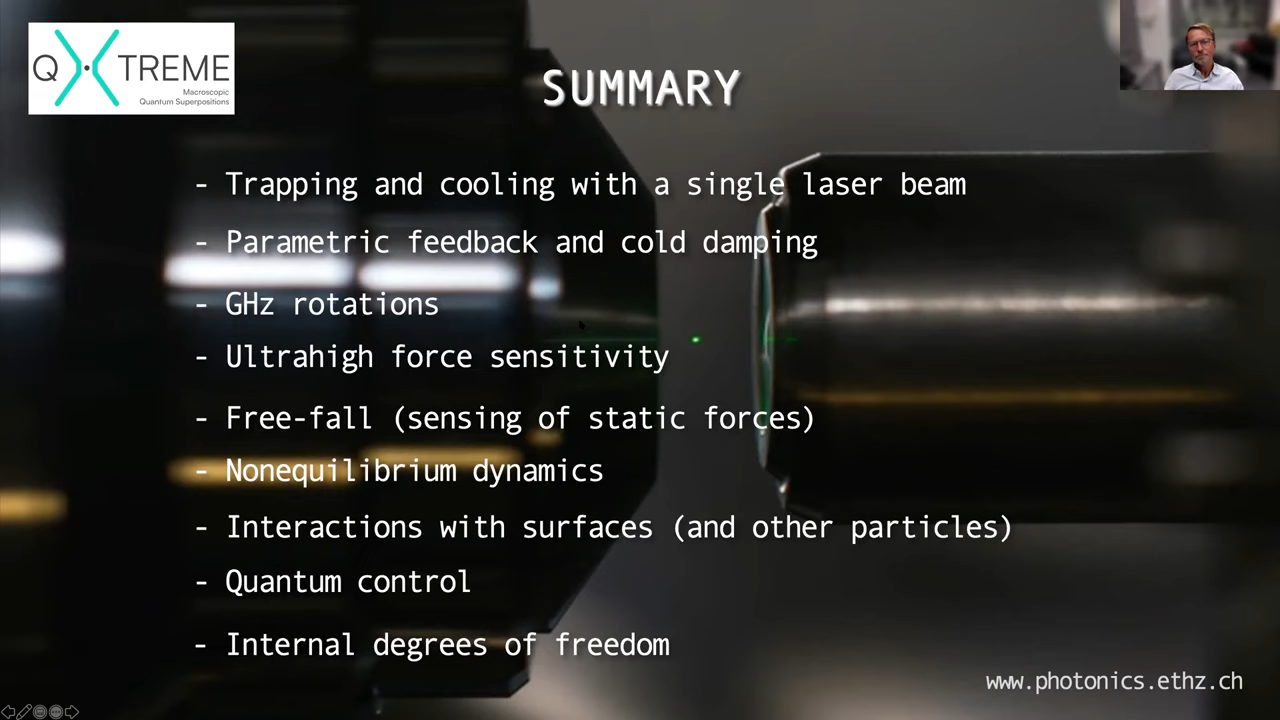 Q TREME
Macroscopic
Quantum Superpositions
SUMMARY
- Trapping and cooling with a single laser beam
- Parametric feedback and cold damping
- GHz rotations
- Ultrahigh force sensitivity
- Free-fall (sensing of static forces)
- Nonequilibrium dynamics
- Interactions with surfaces (and other particles)
- Quantum control
- Internal degrees of freedom
www.photonics.ethz.ch